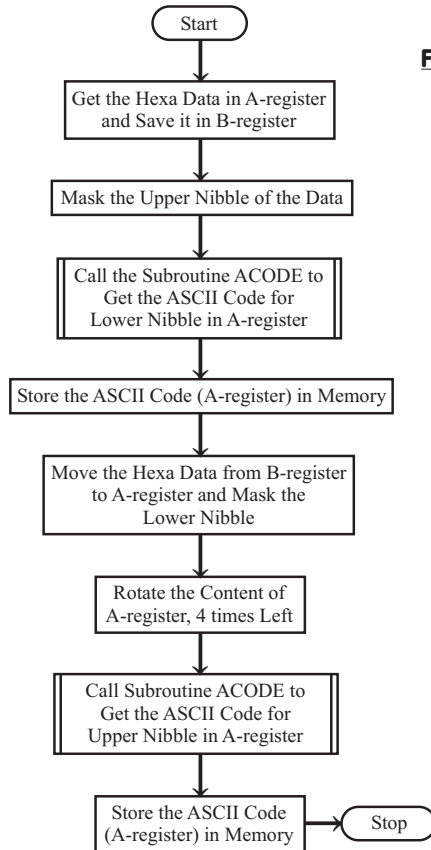 Start
F
Get the Hexa Data in A-register
and Save it in B-register
Mask the Upper Nibble of the Data
Call the Subroutine ACODE to
Get the ASCII Code for
Lower Nibble in A-register
Store the ASCII Code (A-register) in Memory
Move the Hexa Data from B-register
to A-register and Mask the
Lower Nibble
Rotate the Content of
A-register, 4 times Left
Call Subroutine ACODE to
Get the ASCII Code for
Upper Nibble in A-register
Store the ASCII Code
(A-register) in Memory
Stop